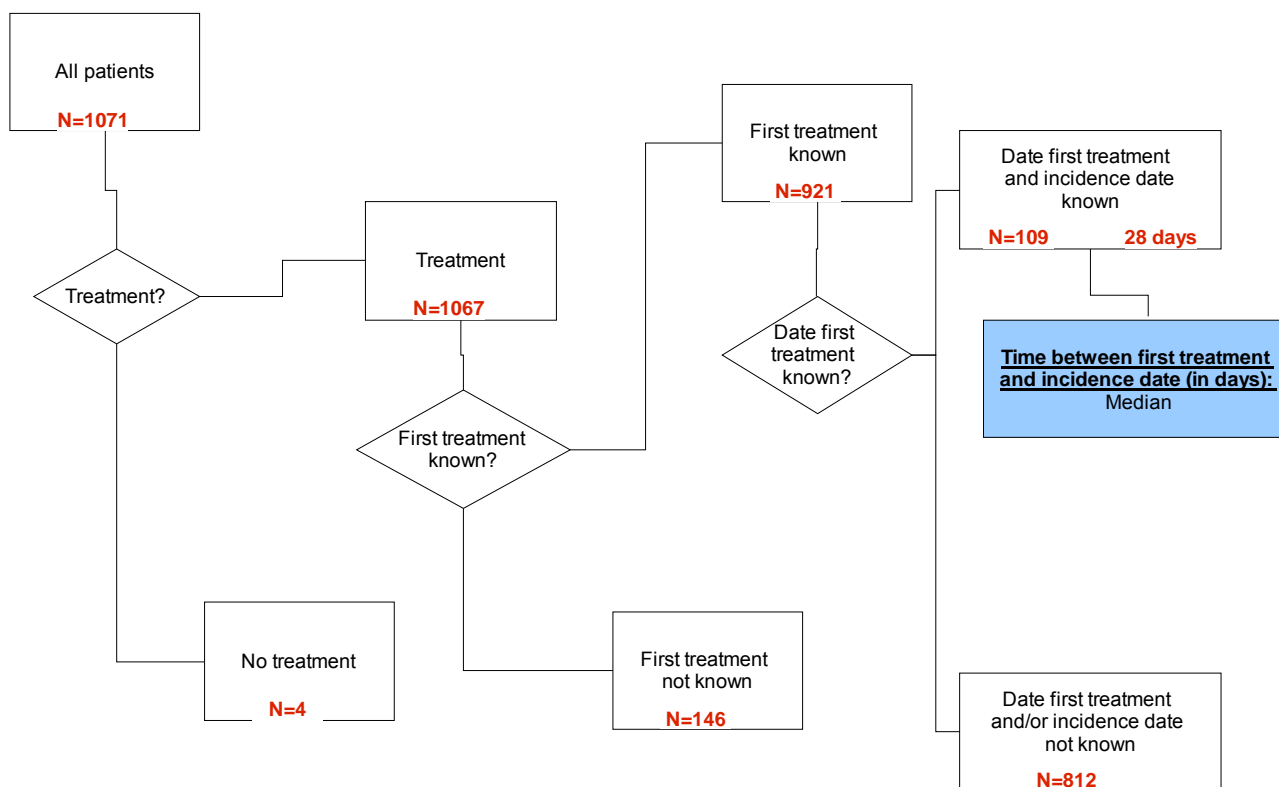 All patients
N=1071
Treatment?
Treatment
N=1067
No treatment
N=4
First treatment
known?
First treatment
known
N=921
First treatment
not known
N=146
Date first
treatment
known?
Date first treatment
and incidence date
known
N=109 28 days
Time between first treatment
and incidence date (in days):
Median
Date first treatment
and/or incidence date
not known
N=812